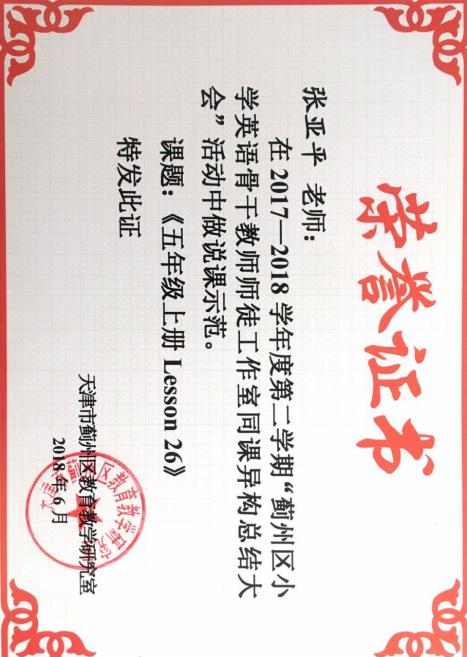 荣誉证书
张亚平 老师：
在 2017—2018 学年度第二学期“蓟州区小
学英语骨干教师师徒工作室同课异构总结大
会”活动中做说课示范。
课题：《五年级上册 Lesson 26》
特发此证
天津市蓟州区教育教学研究室
2018 年 6 月